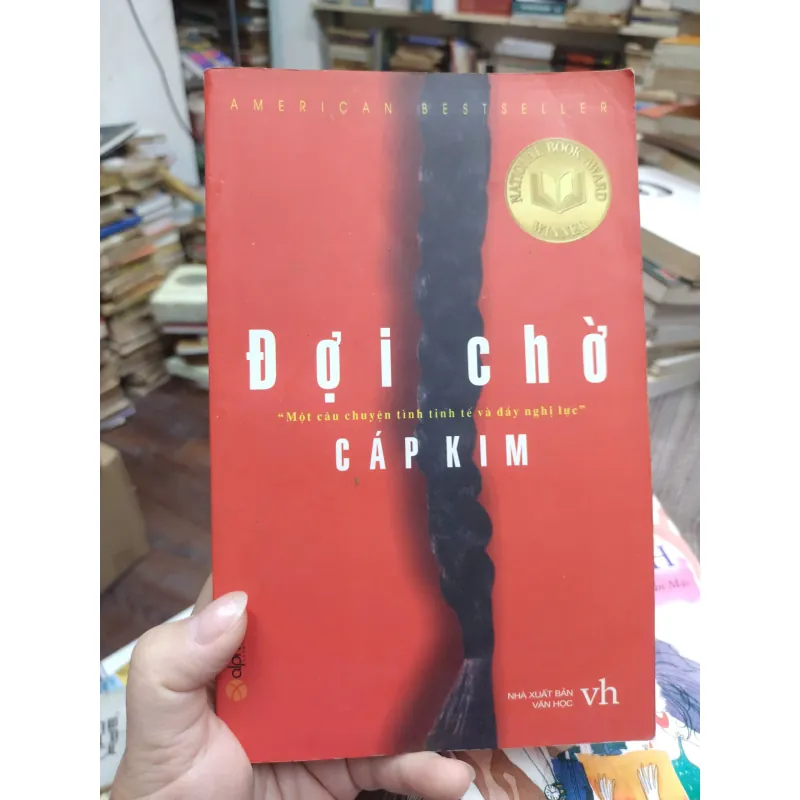 AMERICAN BESTSELLER
NATIONAL BOOK AWARD
WINNER
Đợi chờ
“Một câu chuyện tình tinh tế và đầy nghị lực”
CÁP KIM
NHÀ XUẤT BẢN
VĂN HỌC
vh
alph
H